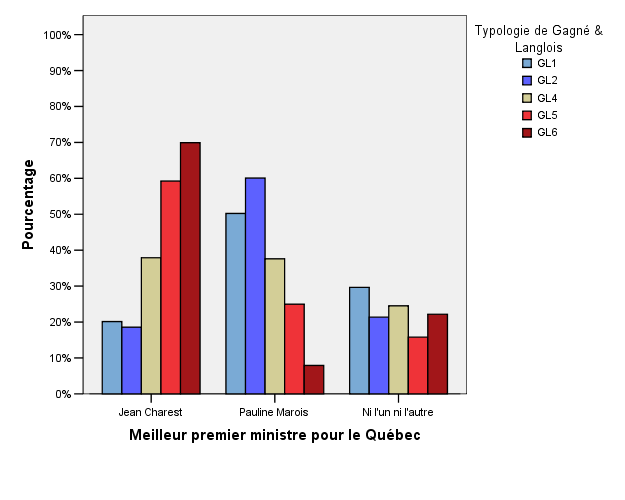 Typologie de Gagné &
Langlois
GL1
GL2
GL4
GL5
GL6
Pourcentage
100%
90%
80%
70%
60%
50%
40%
30%
20%
10%
0%
Jean Charest
Pauline Marois
Ni l'un ni l'autre
Meilleur premier ministre pour le Québec